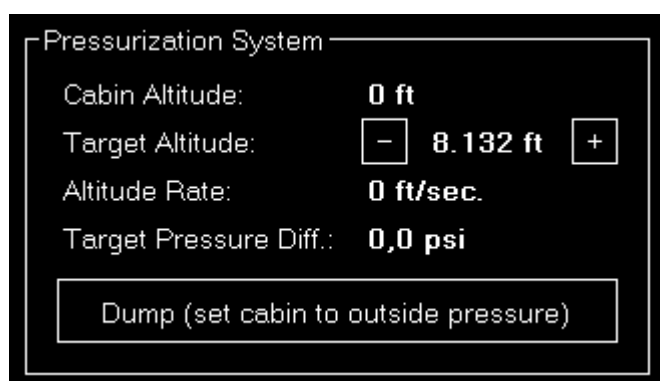 Pressurization System
Cabin Altitude: 0 ft
Target Altitude: - 8.132 ft +
Altitude Rate: 0 ft/sec.
Target Pressure Diff.: 0,0 psi
Dump (set cabin to outside pressure)